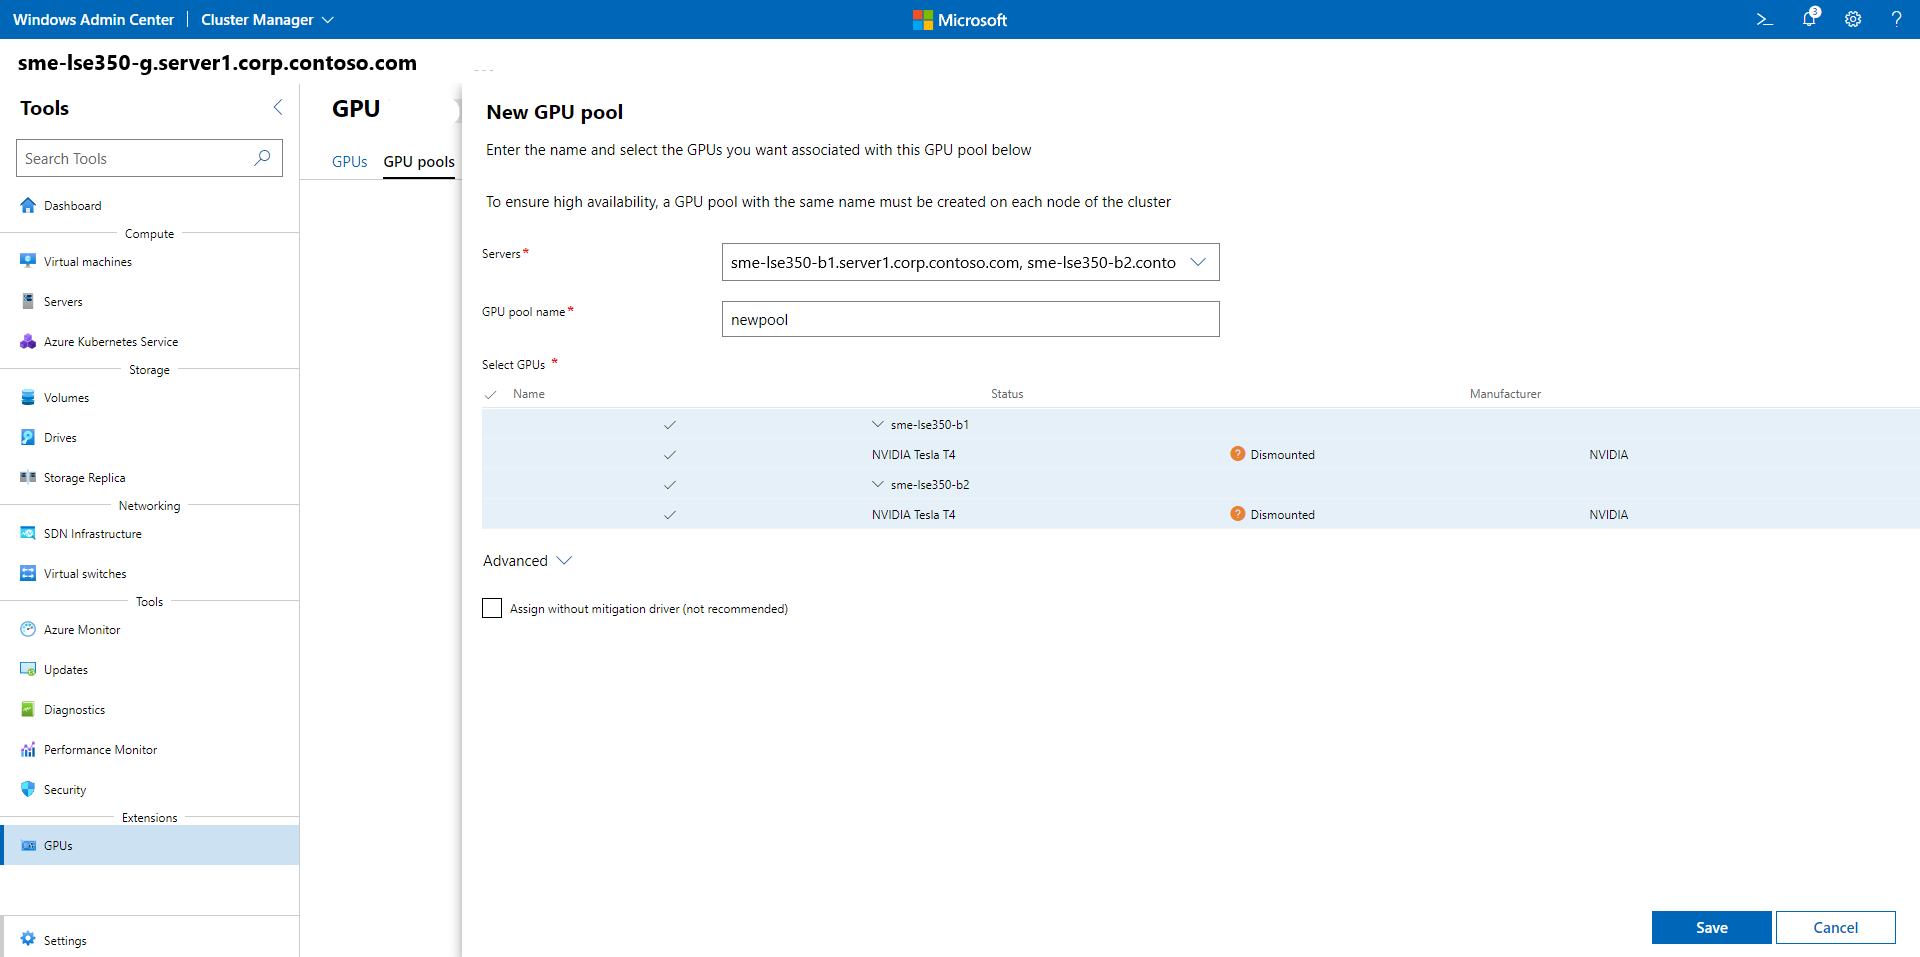 Windows Admin Center | Cluster Manager
Microsoft
3
sme-lse350-g.server1.corp.contoso.com
Tools
Search Tools
Dashboard
Compute
Virtual machines
Servers
Azure Kubernetes Service
Storage
Volumes
Drives
Storage Replica
Networking
SDN Infrastructure
Virtual switches
Tools
Azure Monitor
Updates
Diagnostics
Performance Monitor
Security
Extensions
GPUs
Settings
GPU
GPUs GPU pools
New GPU pool
Enter the name and select the GPUs you want associated with this GPU pool below
To ensure high availability, a GPU pool with the same name must be created on each node of the cluster
Servers* sme-lse350-b1.server1.corp.contoso.com, sme-lse350-b2.conto
GPU pool name* newpool
Select GPUs *
Name Status Manufacturer
sme-lse350-b1
NVIDIA Tesla T4 ? Dismounted NVIDIA
sme-lse350-b2
NVIDIA Tesla T4 ? Dismounted NVIDIA
Advanced
Assign without mitigation driver (not recommended)
Save Cancel